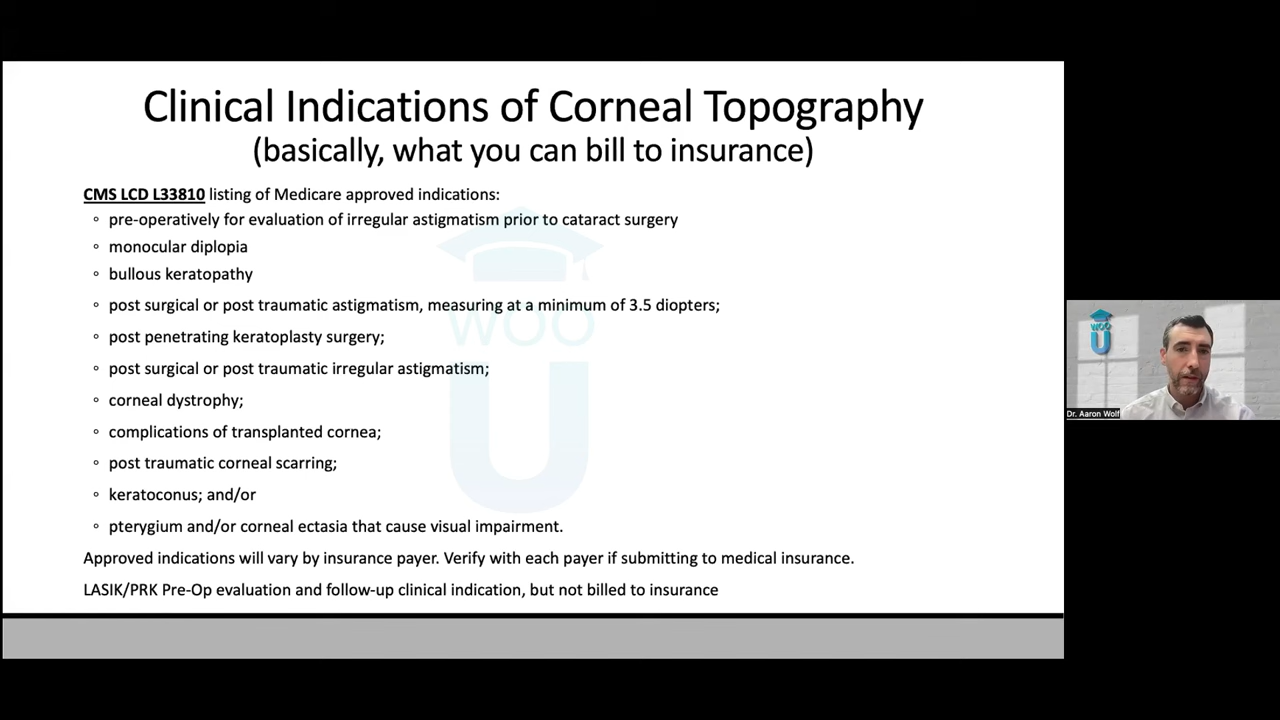 Clinical Indications of Corneal Topography
(basically, what you can bill to insurance)
CMS LCD L33810 listing of Medicare approved indications:
◦ pre-operatively for evaluation of irregular astigmatism prior to cataract surgery
◦ monocular diplopia
◦ bullous keratopathy
◦ post surgical or post traumatic astigmatism, measuring at a minimum of 3.5 diopters;
◦ post penetrating keratoplasty surgery;
◦ post surgical or post traumatic irregular astigmatism;
◦ corneal dystrophy;
◦ complications of transplanted cornea;
◦ post traumatic corneal scarring;
◦ keratoconus; and/or
◦ pterygium and/or corneal ectasia that cause visual impairment.
Approved indications will vary by insurance payer. Verify with each payer if submitting to medical insurance.
LASIK/PRK Pre-Op evaluation and follow-up clinical indication, but not billed to insurance
WOO
U
WOO
U
Dr. Aaron Wolf